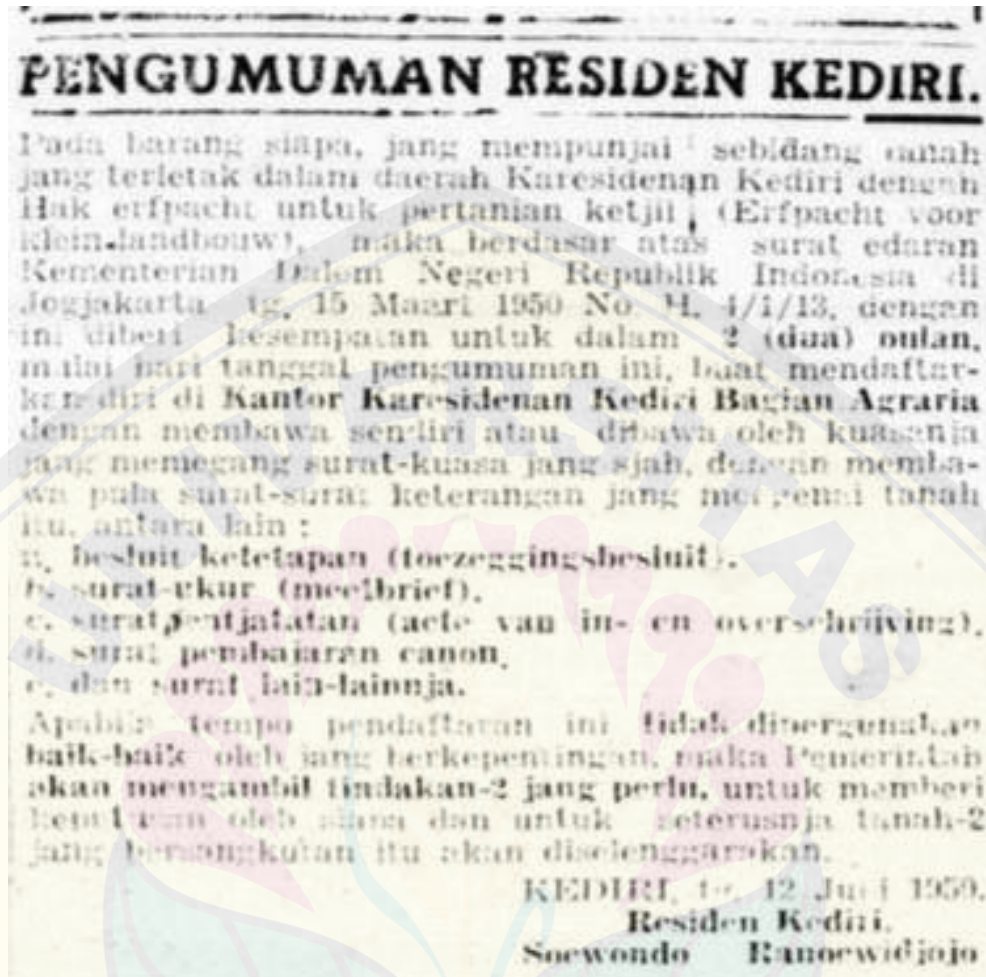 PENGUMUMAN RESIDEN KEDIRI.
Pada barang siapa, jang mempunjai sebidang tanah
jang terletak dalam daerah Karesidenan Kediri dengan
Hak erfpacht untuk pertanian ketjil (Erfpacht voor
klein-landbouw), maka berdasar atas surat edaran
Kementerian Dalam Negeri Republik Indonesia di
Jogjakarta tg. 15 Maart 1950 No. H. 4/1/13, dengan
ini diberi kesempatan untuk dalam 2 (dua) bulan,
mulai hari tanggal pengumuman ini, buat mendaftar-
kan diri di Kantor Karesidenan Kediri Bagian Agraria
dengan membawa sendiri atau dibawa oleh kuasanja
jang memegang surat-kuasa jang sjah, dengan memba-
wa pula surat-surat keterangan jang mengenai tanah
itu, antara lain :
a. besluit ketetapan (toezeggingsbesluit).
b. surat-ukur (meetbrief).
c. surat pentjatatan (acte van in- en overschrijving).
d. surat pembajaran canon.
e. dan surat lain-lainnja.
Apabila tempo pendaftaran ini tidak dipergunakan
baik-baik oleh jang berkepentingan, maka Pemerintah
akan mengambil tindakan-2 jang perlu, untuk memberi
keputusan oleh siapa dan untuk seterusnja tanah-2
jang bersangkutan itu akan diselenggarakan.
KEDIRI, tg. 12 1950.
Residen Kediri.
Soewondo Ranoewidjojo
UNIVERSITAS